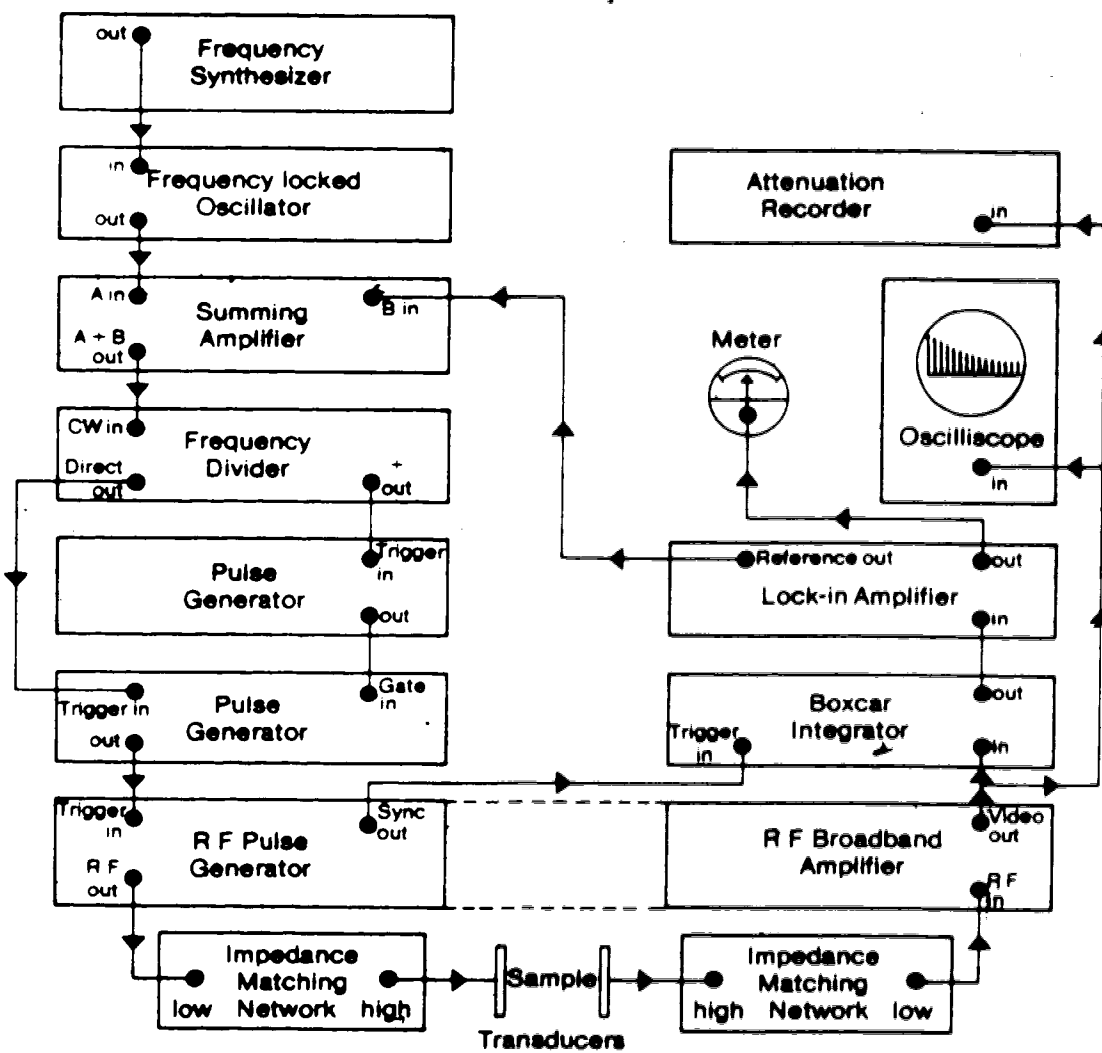 out
Frequency
Synthesizer
in
Frequency locked
Oscillator
out
A in
Summing
Amplifier
B in
A + B
out
CW in
Frequency
Divider
Direct
out
÷
out
Pulse
Generator
Trigger
in
out
Pulse
Generator
Gate
in
Trigger in
out
Trigger
in
R F Pulse
Generator
Sync
out
R F
out
Impedance
Matching
Network
low
high
Sample
Transducers
Impedance
Matching
Network
high
low
R F Broadband
Amplifier
Video
out
R F
in
Boxcar
Integrator
Trigger
in
out
in
Lock-in Amplifier
Reference out
out
in
Meter
Oscilliscope
in
Attenuation
Recorder
in